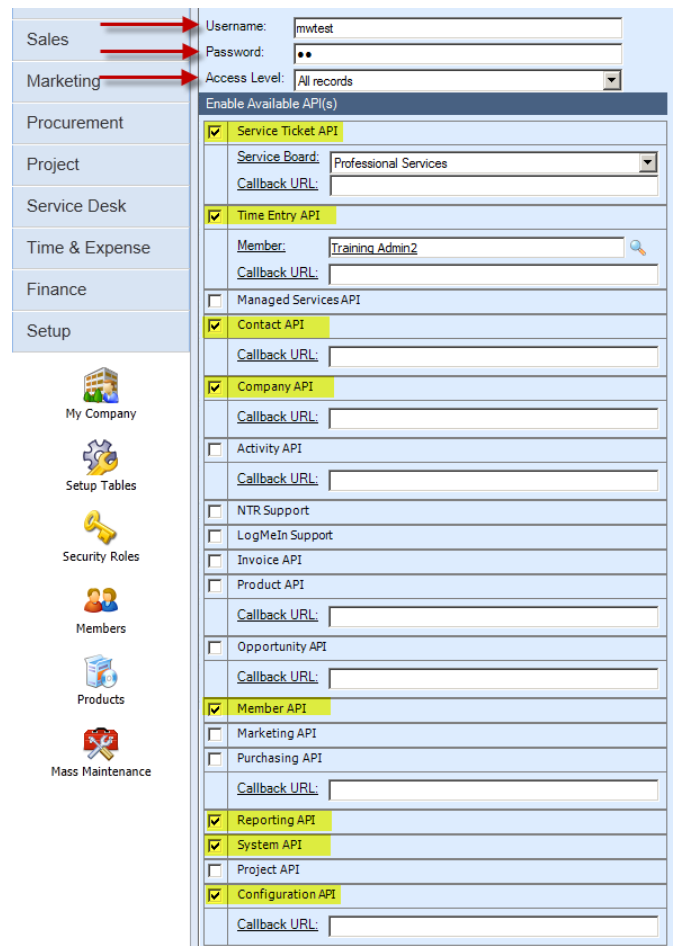 Sales
Marketing
Procurement
Project
Service Desk
Time & Expense
Finance
Setup
My Company
Setup Tables
Security Roles
Members
Products
Mass Maintenance
Username: mwtest
Password: ●●
Access Level: All records
Enable Available API(s)
Service Ticket API
Service Board: Professional Services
Callback URL:
Time Entry API
Member: Training Admin2
Callback URL:
Managed Services API
Contact API
Callback URL:
Company API
Callback URL:
Activity API
Callback URL:
NTR Support
LogMeIn Support
Invoice API
Product API
Callback URL:
Opportunity API
Callback URL:
Member API
Marketing API
Purchasing API
Callback URL:
Reporting API
System API
Project API
Configuration API
Callback URL: